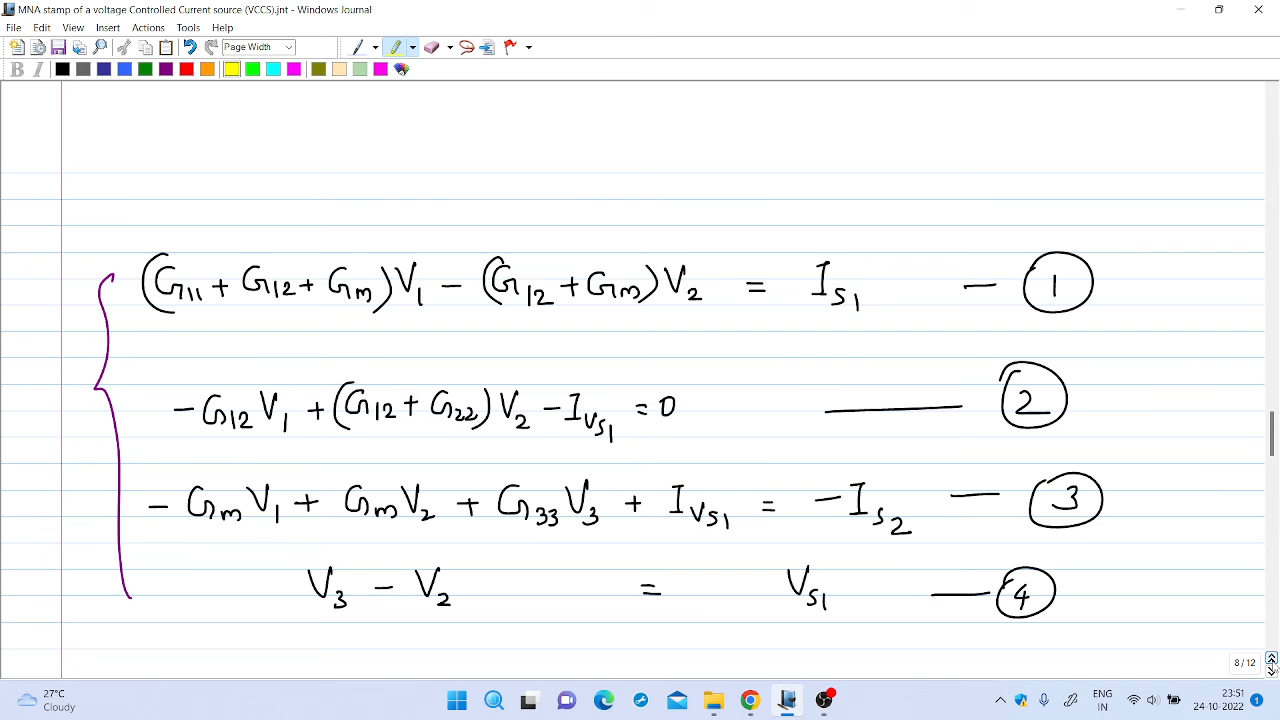 MNA stamp of a voltage Controlled Current source (VCCS).jnt - Windows Journal
File Edit View Insert Actions Tools Help
Page Width
B I
(G11 + G12 + Gm)V1 - (G12 + Gm)V2 = IS1 - 1
-G12V1 + (G12 + G22)V2 - IVS1 = 0 — 2
-GmV1 + GmV2 + G33V3 + IVS1 = -IS2 — 3
V3 - V2 = VS1 — 4
8 / 12
27°C
Cloudy
ENG
IN
23:51
24-10-2022
1